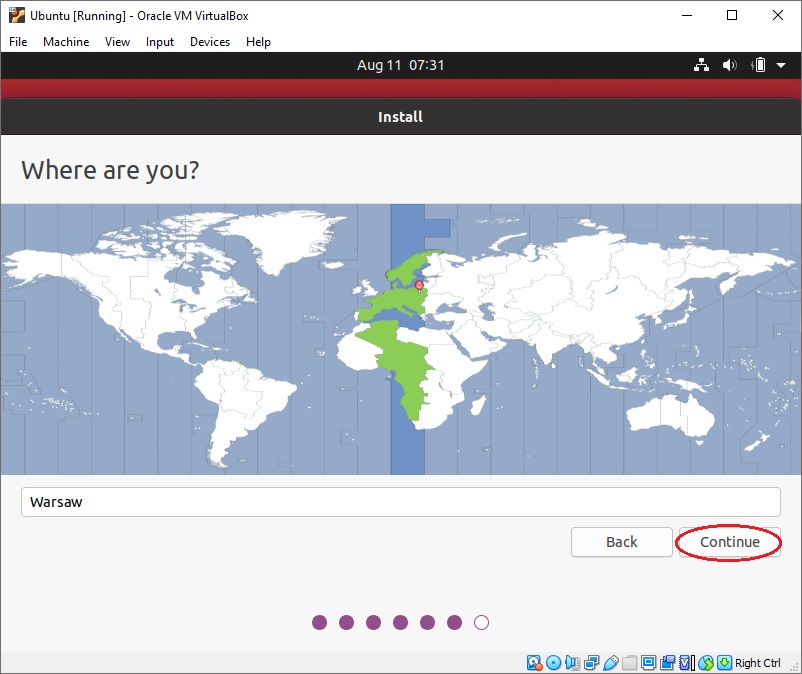 Ubuntu [Running] - Oracle VM VirtualBox
File Machine View Input Devices Help
Aug 11 07:31
Install
Where are you?
Warsaw
Back Continue
Right Ctrl